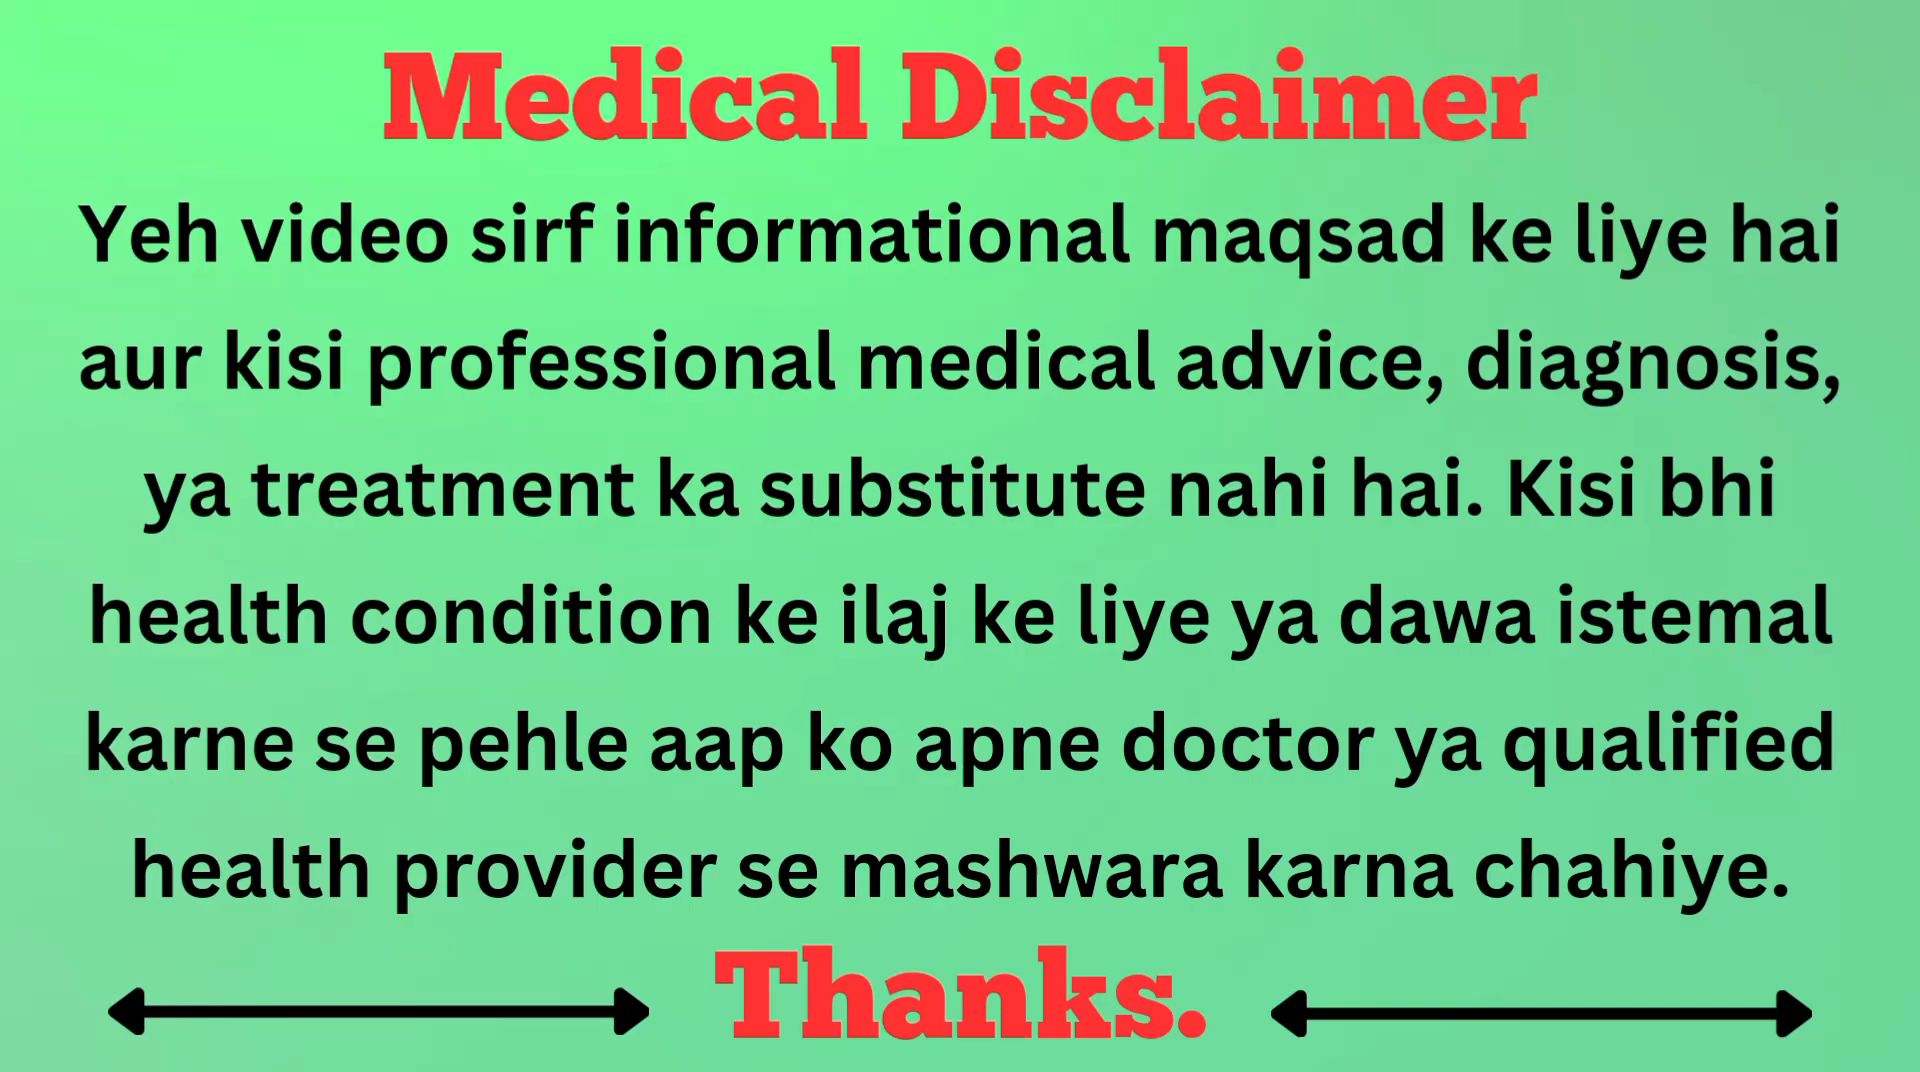 Medical Disclaimer
Yeh video sirf informational maqsad ke liye hai
aur kisi professional medical advice, diagnosis,
ya treatment ka substitute nahi hai. Kisi bhi
health condition ke ilaj ke liye ya dawa istemal
karne se pehle aap ko apne doctor ya qualified
health provider se mashwara karna chahiye.
Thanks.